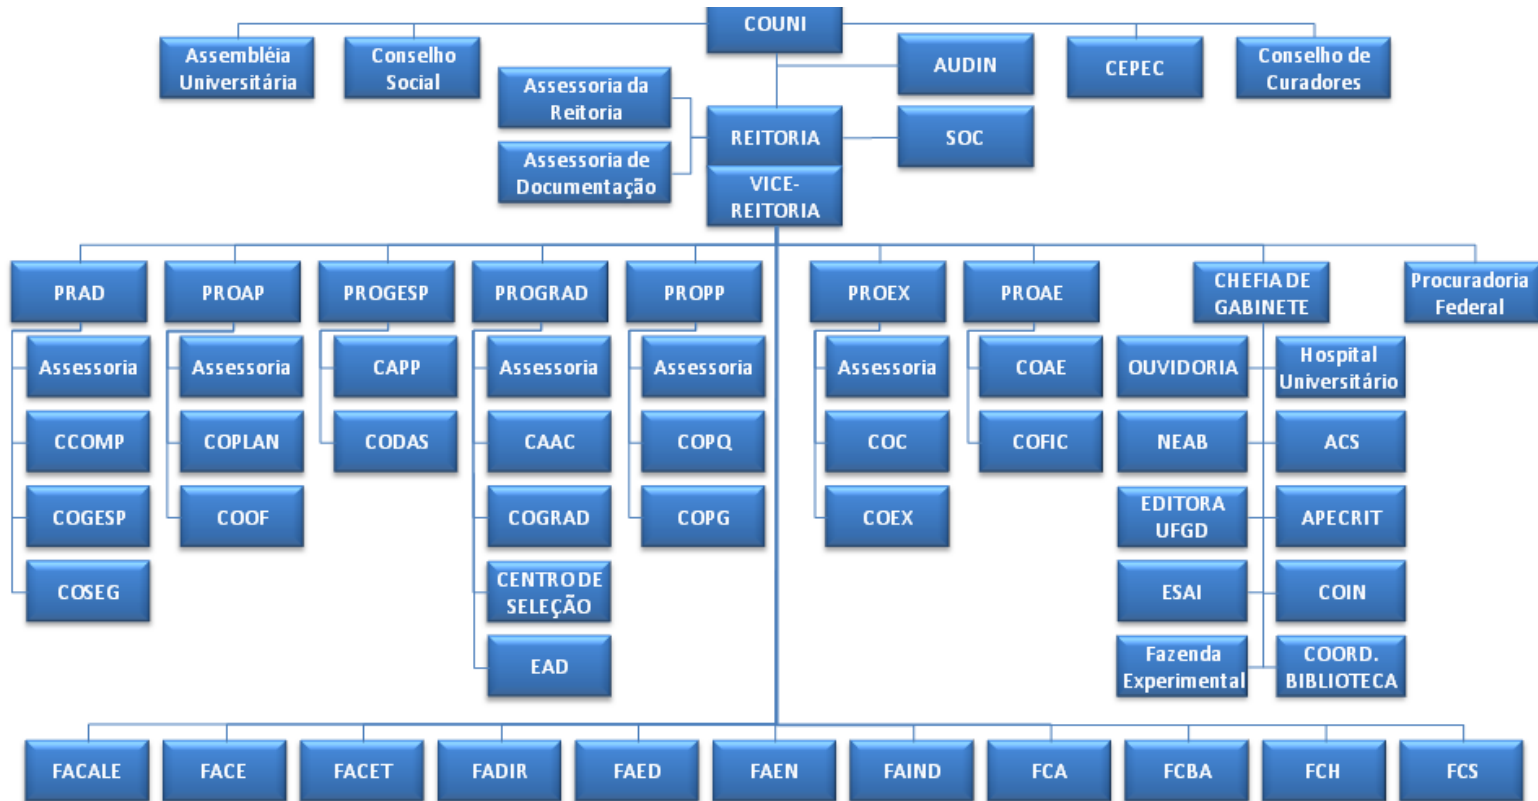 COUNI
Assembléia
Universitária
Conselho
Social
AUDIN
CEPEC
Conselho de
Curadores
Assessoria da
Reitoria
REITORIA
SOC
Assessoria de
Documentação
VICE-
REITORIA
PRAD
PROAP
PROGESP
PROGRAD
PROPP
PROEX
PROAE
CHEFIA DE
GABINETE
Procuradoria
Federal
Assessoria
Assessoria
CAPP
Assessoria
Assessoria
Assessoria
COAE
OUVIDORIA
Hospital
Universitário
CCOMP
COPLAN
CODAS
CAAC
COPQ
COC
COFIC
NEAB
ACS
COGESP
COOF
COGRAD
COPG
COEX
EDITORA
UFGD
APECRIT
COSEG
CENTRO DE
SELEÇÃO
ESAI
COIN
EAD
Fazenda
Experimental
COORD.
BIBLIOTECA
FACALE
FACE
FACET
FADIR
FAED
FAEN
FAIND
FCA
FCBA
FCH
FCS